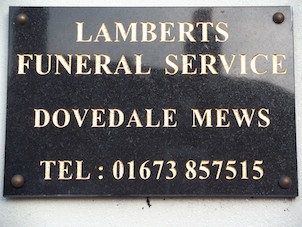 LAMBERTS
FUNERAL SERVICE
DOVEDALE MEWS
TEL : 01673 857515